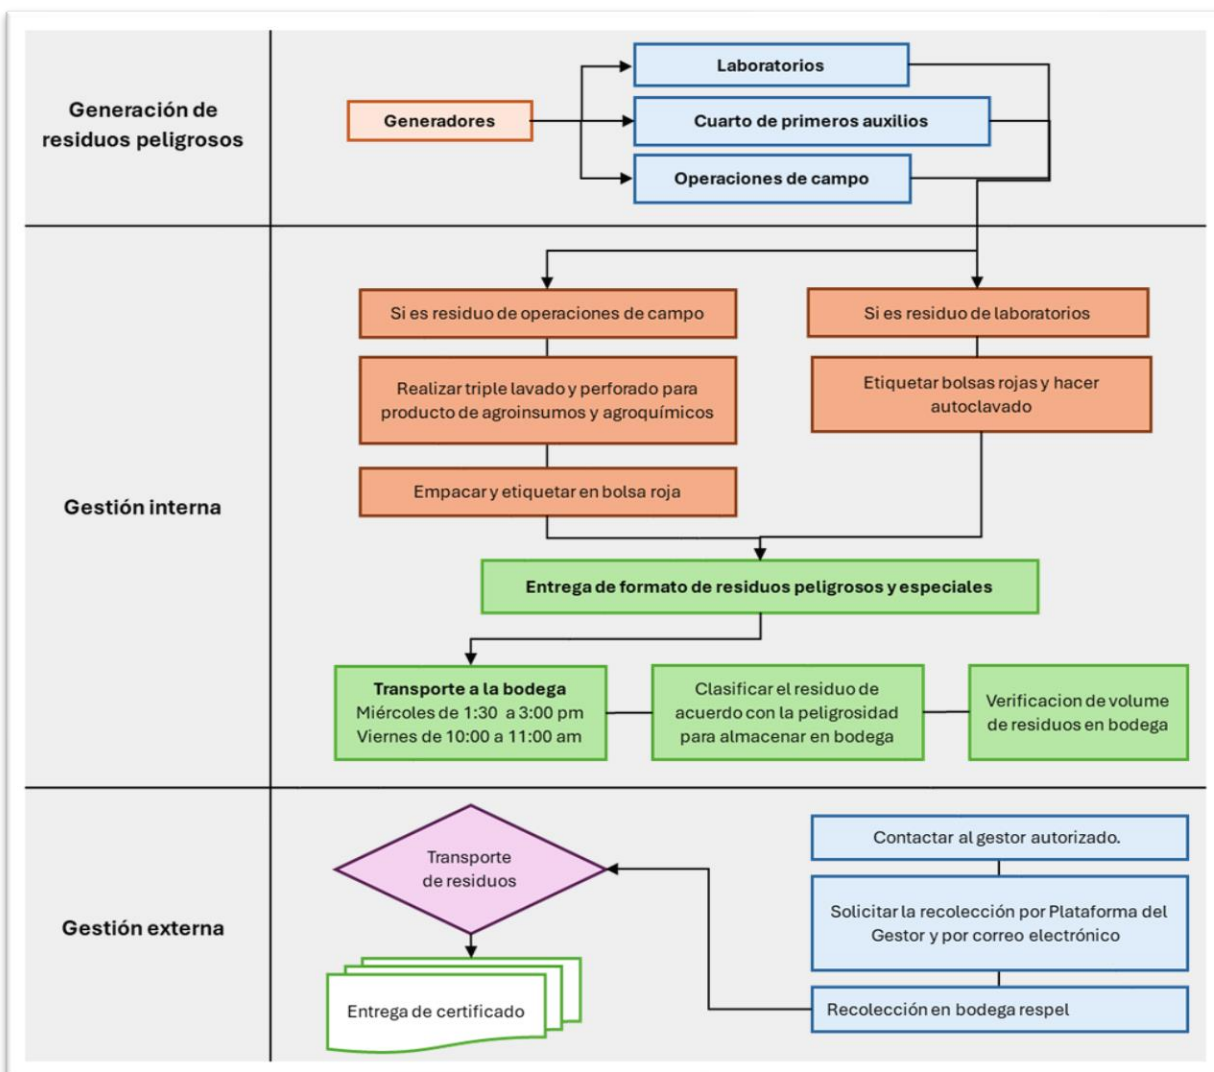 Generación de
residuos peligrosos
Generadores
Laboratorios
Cuarto de primeros auxilios
Operaciones de campo
Gestión interna
Si es residuo de operaciones de campo
Realizar triple lavado y perforado para
producto de agroinsumos y agroquímicos
Empacar y etiquetar en bolsa roja
Si es residuo de laboratorios
Etiquetar bolsas rojas y hacer
autoclavado
Entrega de formato de residuos peligrosos y especiales
Transporte a la bodega
Miércoles de 1:30 a 3:00 pm
Viernes de 10:00 a 11:00 am
Clasificar el residuo de
acuerdo con la peligrosidad
para almacenar en bodega
Verificacion de volume
de residuos en bodega
Gestión externa
Contactar al gestor autorizado.
Solicitar la recolección por Plataforma del
Gestor y por correo electrónico
Recolección en bodega respel
Transporte
de residuos
Entrega de certificado